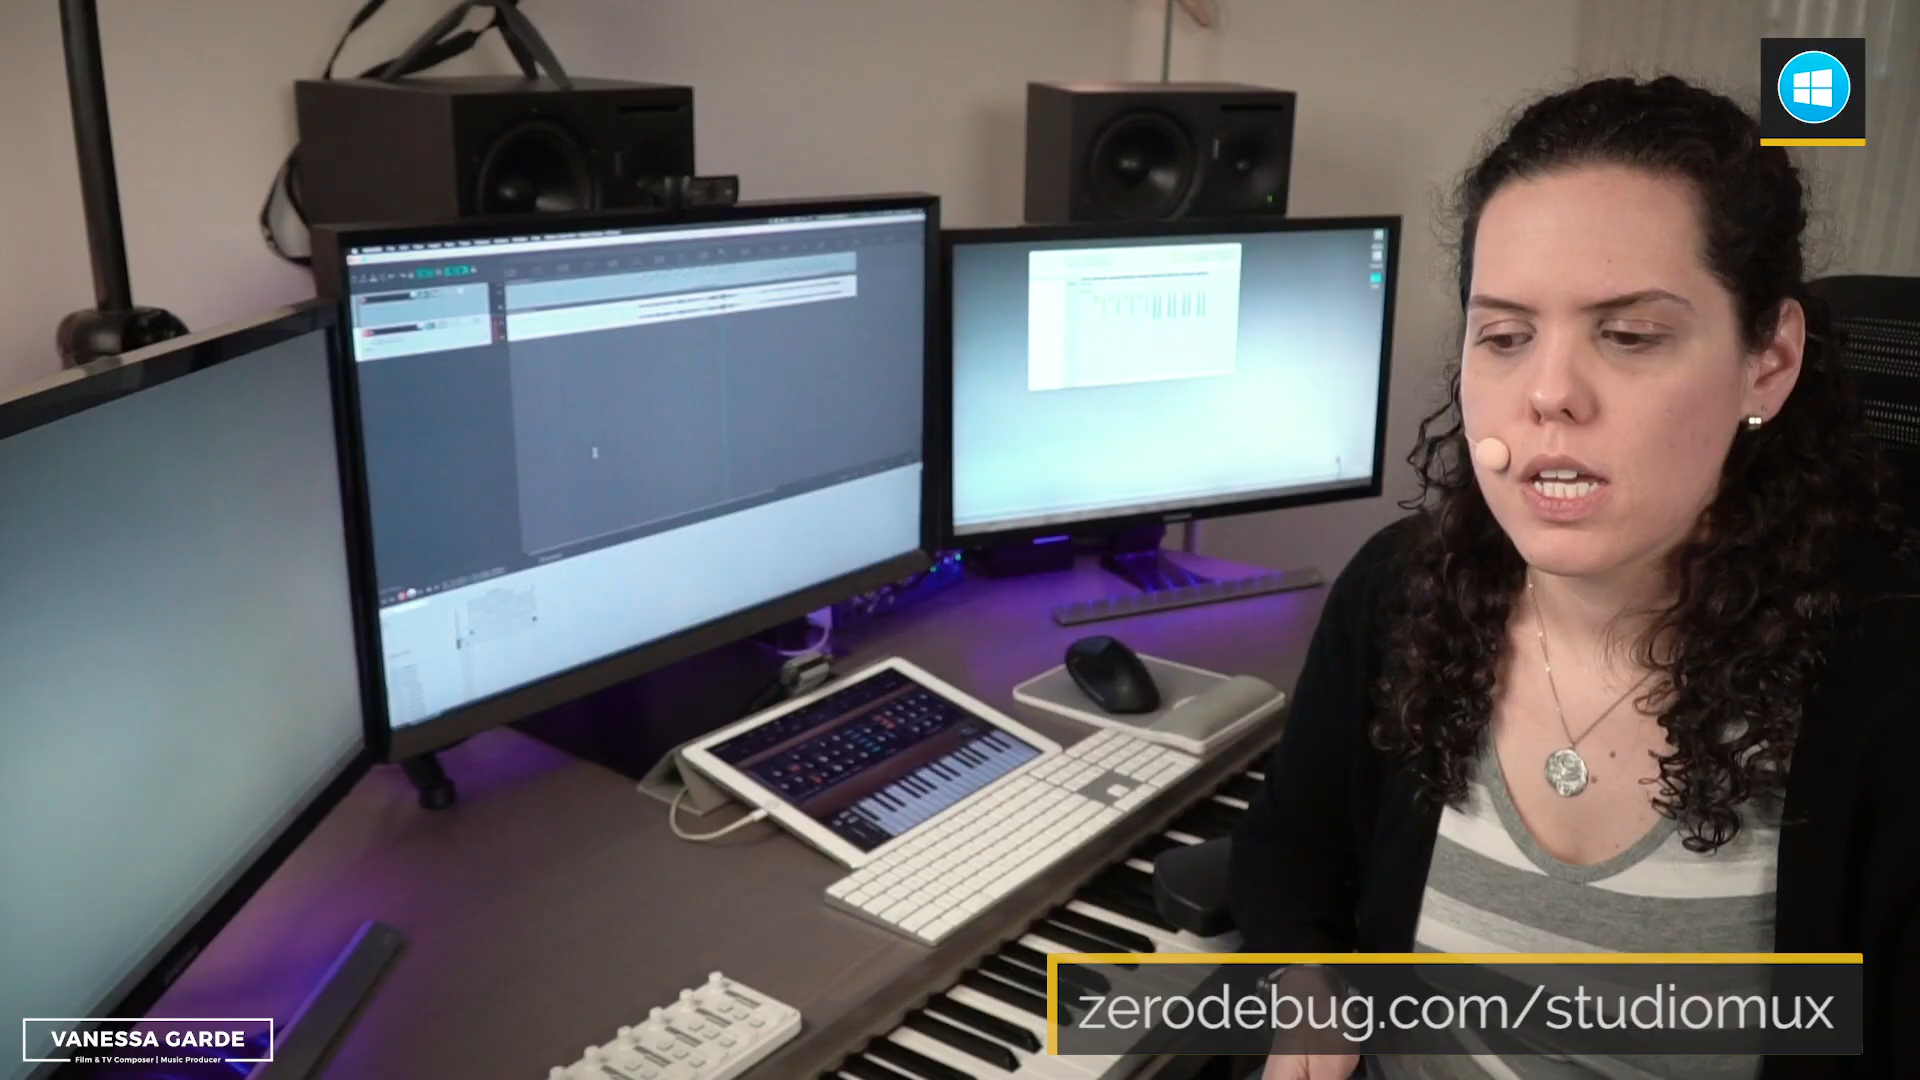 zerodebug.com/studiomux
VANESSA GARDE
Film & TV Composer | Music Producer